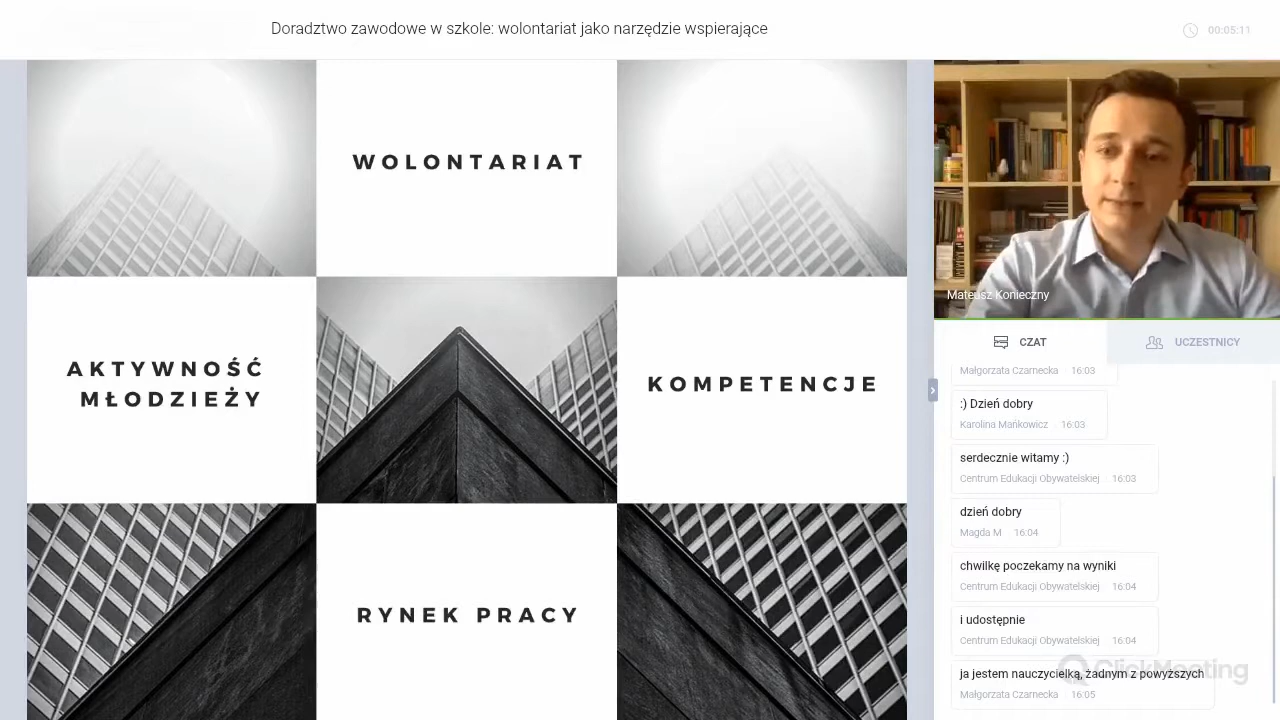 Doradztwo zawodowe w szkole: wolontariat jako narzędzie wspierające
00:05:11
WOLONTARIAT
AKTYWNOŚĆ
MŁODZIEŻY
KOMPETENCJE
RYNEK PRACY
Mateusz Konieczny
CZAT
UCZESTNICY
Małgorzata Czarnecka 16:03
:) Dzień dobry
Karolina Mańkowicz 16:03
serdecznie witamy :)
Centrum Edukacji Obywatelskiej 16:03
dzień dobry
Magda M 16:04
chwilkę poczekamy na wyniki
Centrum Edukacji Obywatelskiej 16:04
i udostępnie
Centrum Edukacji Obywatelskiej 16:04
ja jestem nauczycielką, żadnym z powyższych
Małgorzata Czarnecka 16:05
ClickMeeting